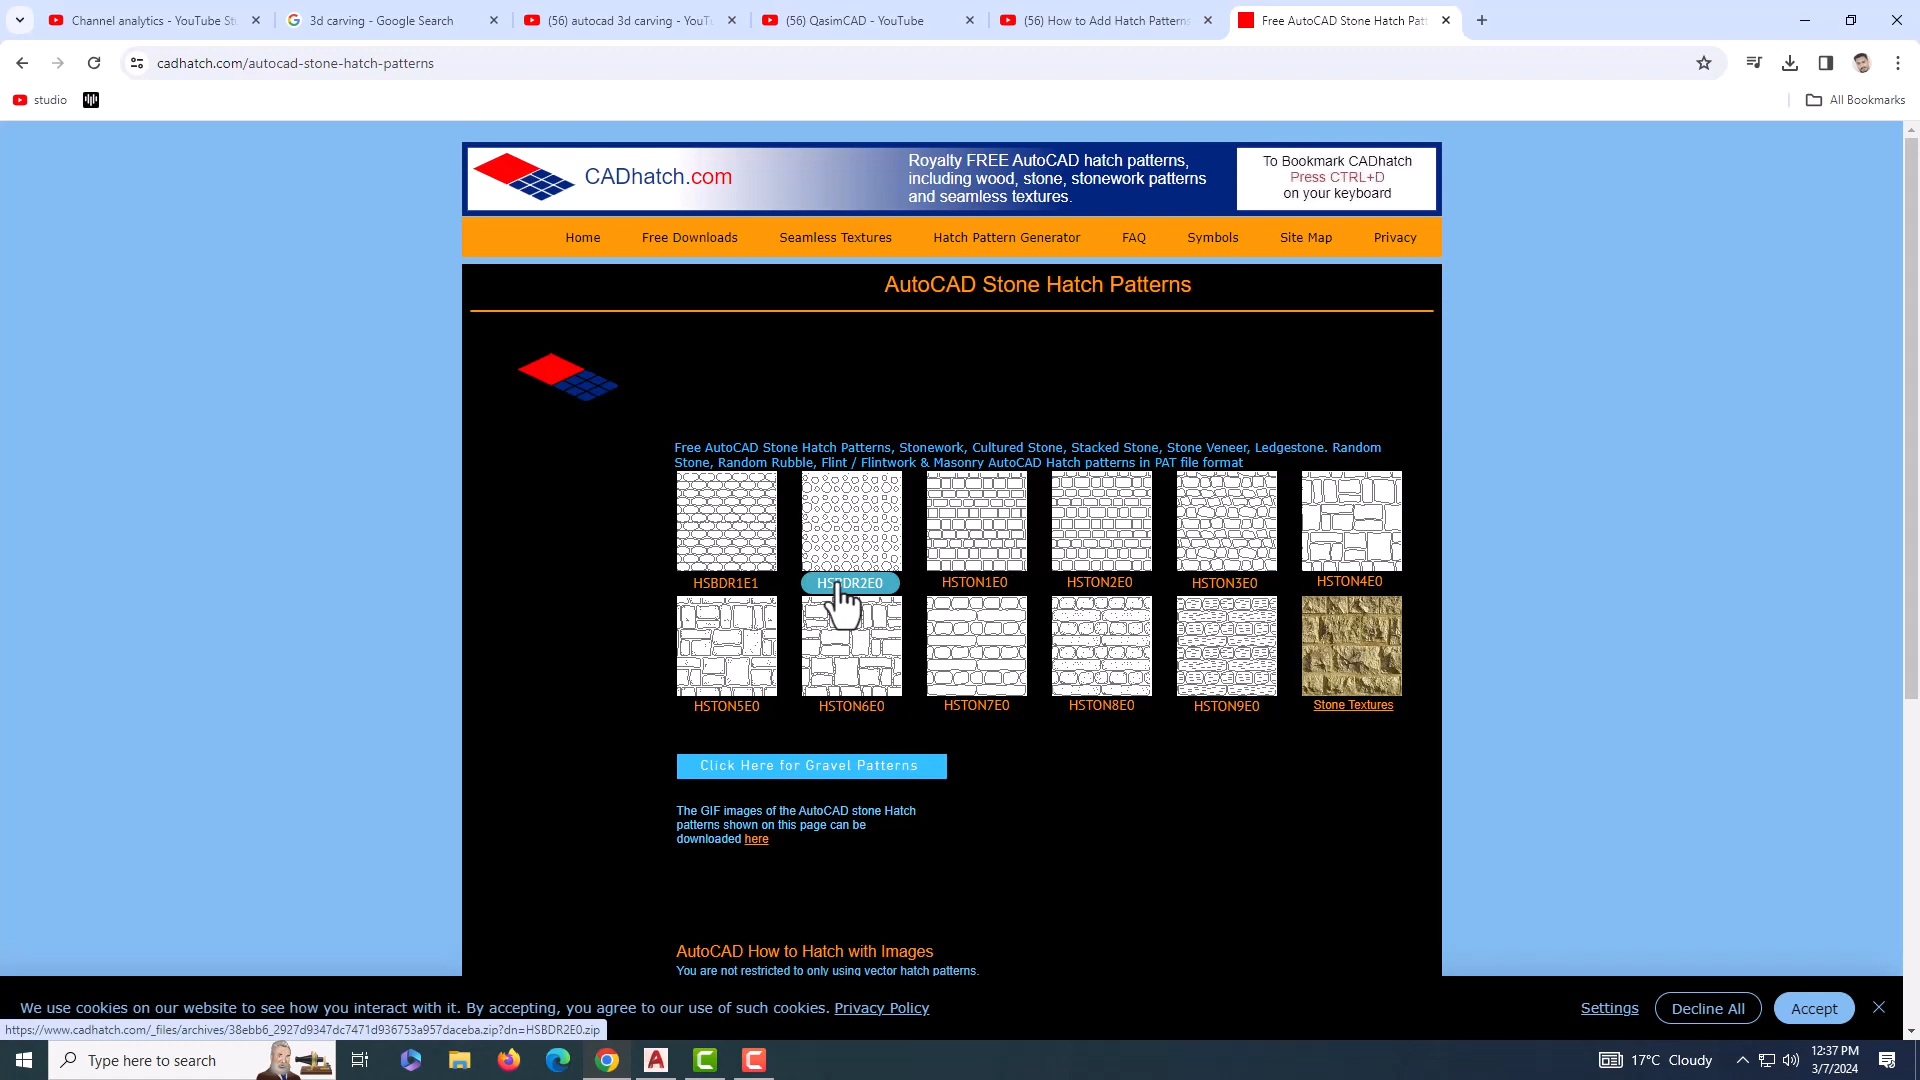 Channel analytics - YouTube St
3d carving - Google Search
(56) autocad 3d carving - YouTu
(56) QasimCAD - YouTube
(56) How to Add Hatch Patterns
Free AutoCAD Stone Hatch Pat
cadhatch.com/autocad-stone-hatch-patterns
studio
All Bookmarks
CADhatch.com
Royalty FREE AutoCAD hatch patterns,
including wood, stone, stonework patterns
and seamless textures.
To Bookmark CADhatch
Press CTRL+D
on your keyboard
Home Free Downloads Seamless Textures Hatch Pattern Generator FAQ Symbols Site Map Privacy
AutoCAD Stone Hatch Patterns
Free AutoCAD Stone Hatch Patterns, Stonework, Cultured Stone, Stacked Stone, Stone Veneer, Ledgestone. Random
Stone, Random Rubble, Flint / Flintwork & Masonry AutoCAD Hatch patterns in PAT file format
HSBDR1E1 HSBDR2E0 HSTON1E0 HSTON2E0 HSTON3E0 HSTON4E0
HSTON5E0 HSTON6E0 HSTON7E0 HSTON8E0 HSTON9E0 Stone Textures
Click Here for Gravel Patterns
The GIF images of the AutoCAD stone Hatch
patterns shown on this page can be
downloaded here
AutoCAD How to Hatch with Images
You are not restricted to only using vector hatch patterns.
We use cookies on our website to see how you interact with it. By accepting, you agree to our use of such cookies. Privacy Policy
Settings Decline All Accept
https://www.cadhatch.com/_files/archives/38ebb6_2927d9347dc7471d936753a957daceba.zip?dn=HSBDR2E0.zip
Type here to search
17°C Cloudy
12:37 PM
3/7/2024